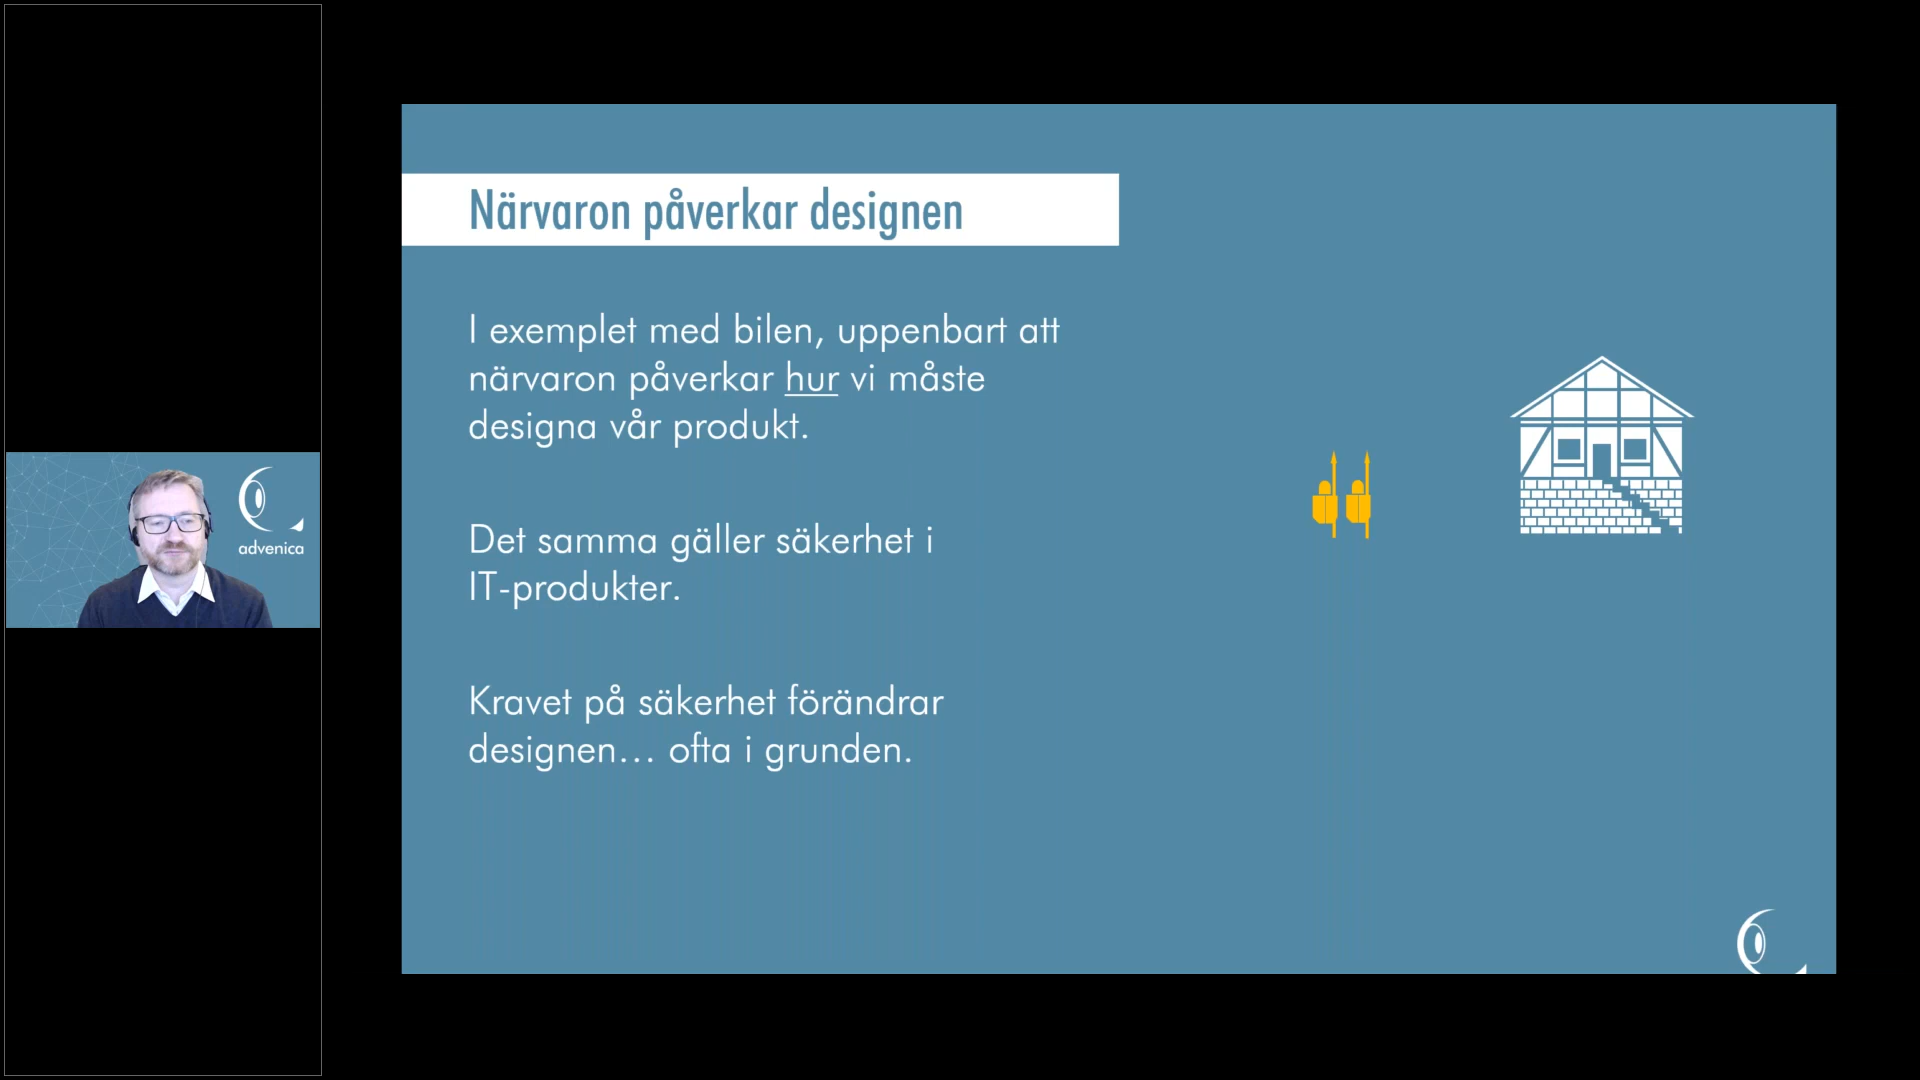 Närvaron påverkar designen
I exemplet med bilen, uppenbart att
närvaron påverkar hur vi måste
designa vår produkt.
Det samma gäller säkerhet i
IT-produkter.
Kravet på säkerhet förändrar
designen… ofta i grunden.
advenica